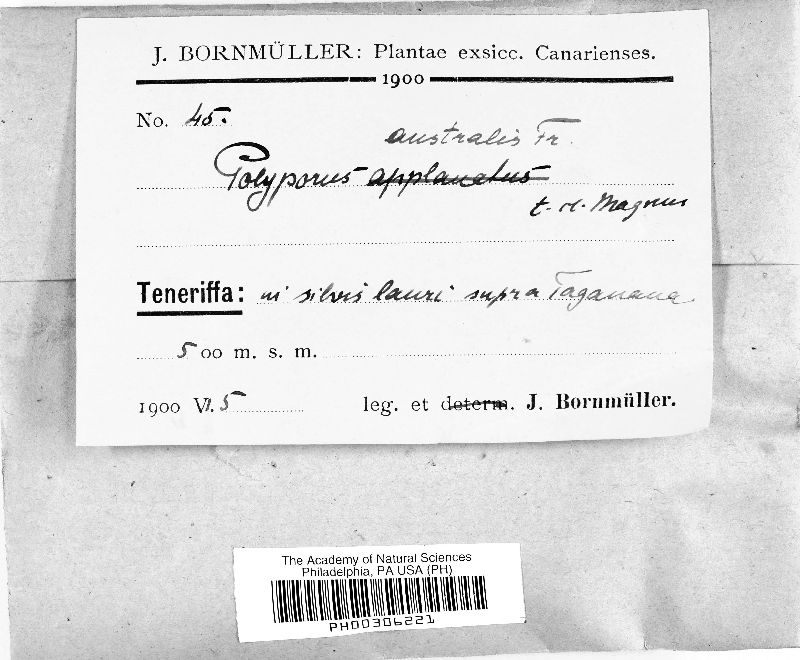 J. BORNMÜLLER: Plantae exsicc. Canarienses.
1900
No. 45.
australis Fr.
Polyporus applanatus
t. d. Magnus
Teneriffa: in silvis lauri supra Taganana
500 m. s. m.
1900 VI. 5 leg. et determ. J. Bornmüller.
The Academy of Natural Sciences
Philadelphia, PA USA (PH)
PH00306221